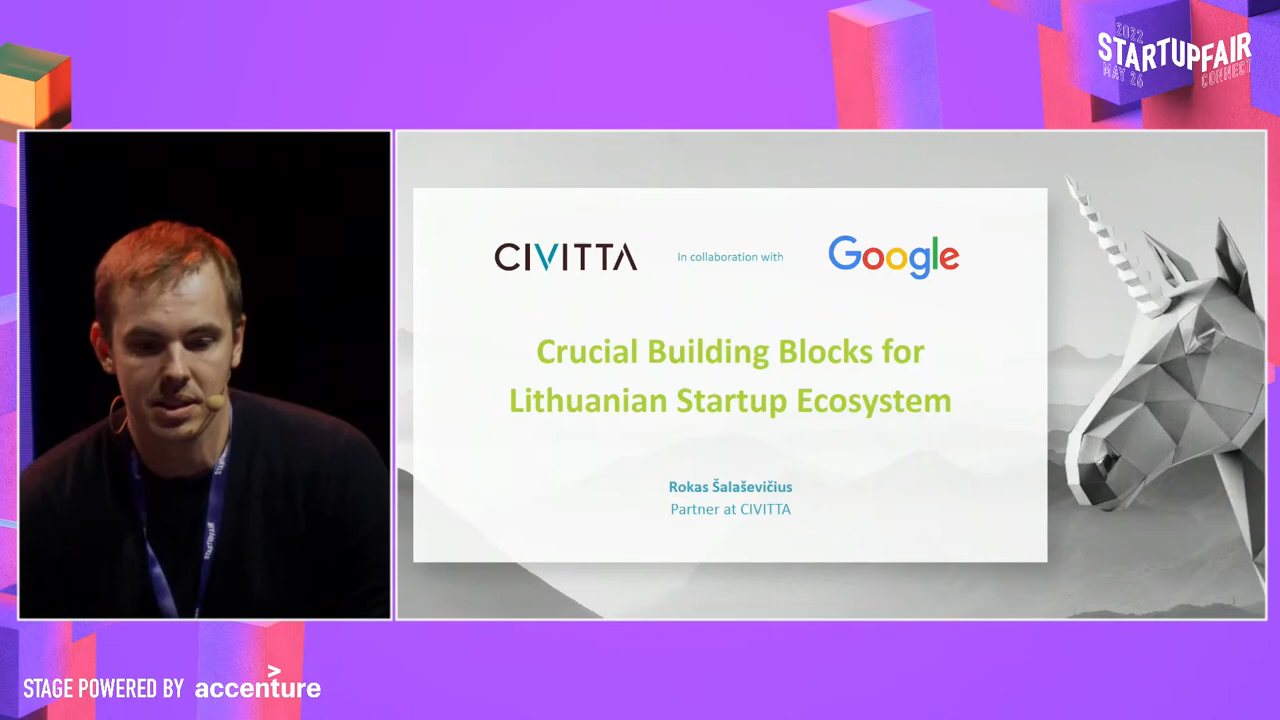 2022
STARTUPFAIR
MAY 26
CONNECT
CIVITTA
In collaboration with
Google
Crucial Building Blocks for
Lithuanian Startup Ecosystem
Rokas Šalaševičius
Partner at CIVITTA
STAGE POWERED BY accenture